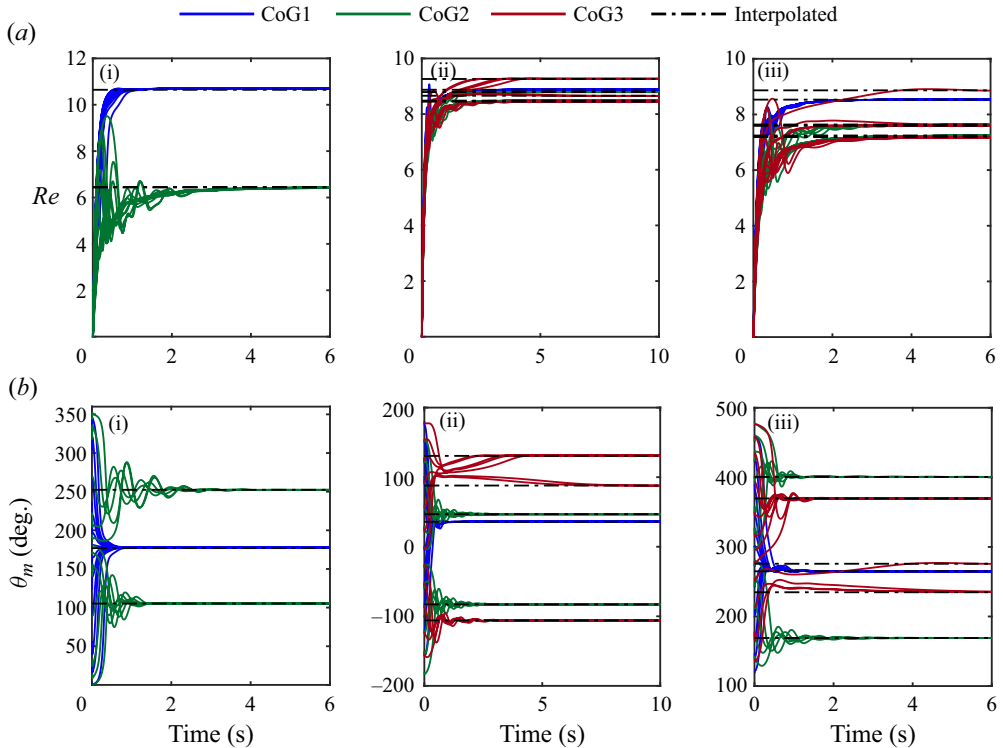 CoG1 CoG2 CoG3 Interpolated
(a)
(i) (ii) (iii)
Re
12 10 10
10 8 8
8 6 6
6 4 4
4 2 2
2
0 2 4 6 0 5 10 0 2 4 6
(b)
(i) (ii) (iii)
θm (deg.)
350 200 500
300
250 100 400
200 0 300
150
100 −100 200
50 −200 100
0 2 4 6 0 5 10 0 2 4 6
Time (s) Time (s) Time (s)